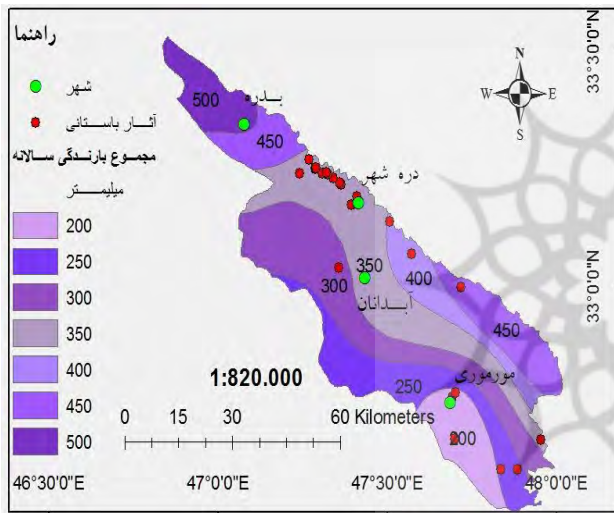 راهنما
شهر
آثار باستانی
مجموع بارندگی سالانه
میلیمتر
200
250
300
350
400
450
500
500
بدره
450
دره شهر
350
300
آبدانان
400
450
مورموری
250
200
N
W E
S
1:820.000
0 15 30 60 Kilometers
46°30'0"E 47°0'0"E 47°30'0"E 48°0'0"E
33°30'0"N
33°0'0"N